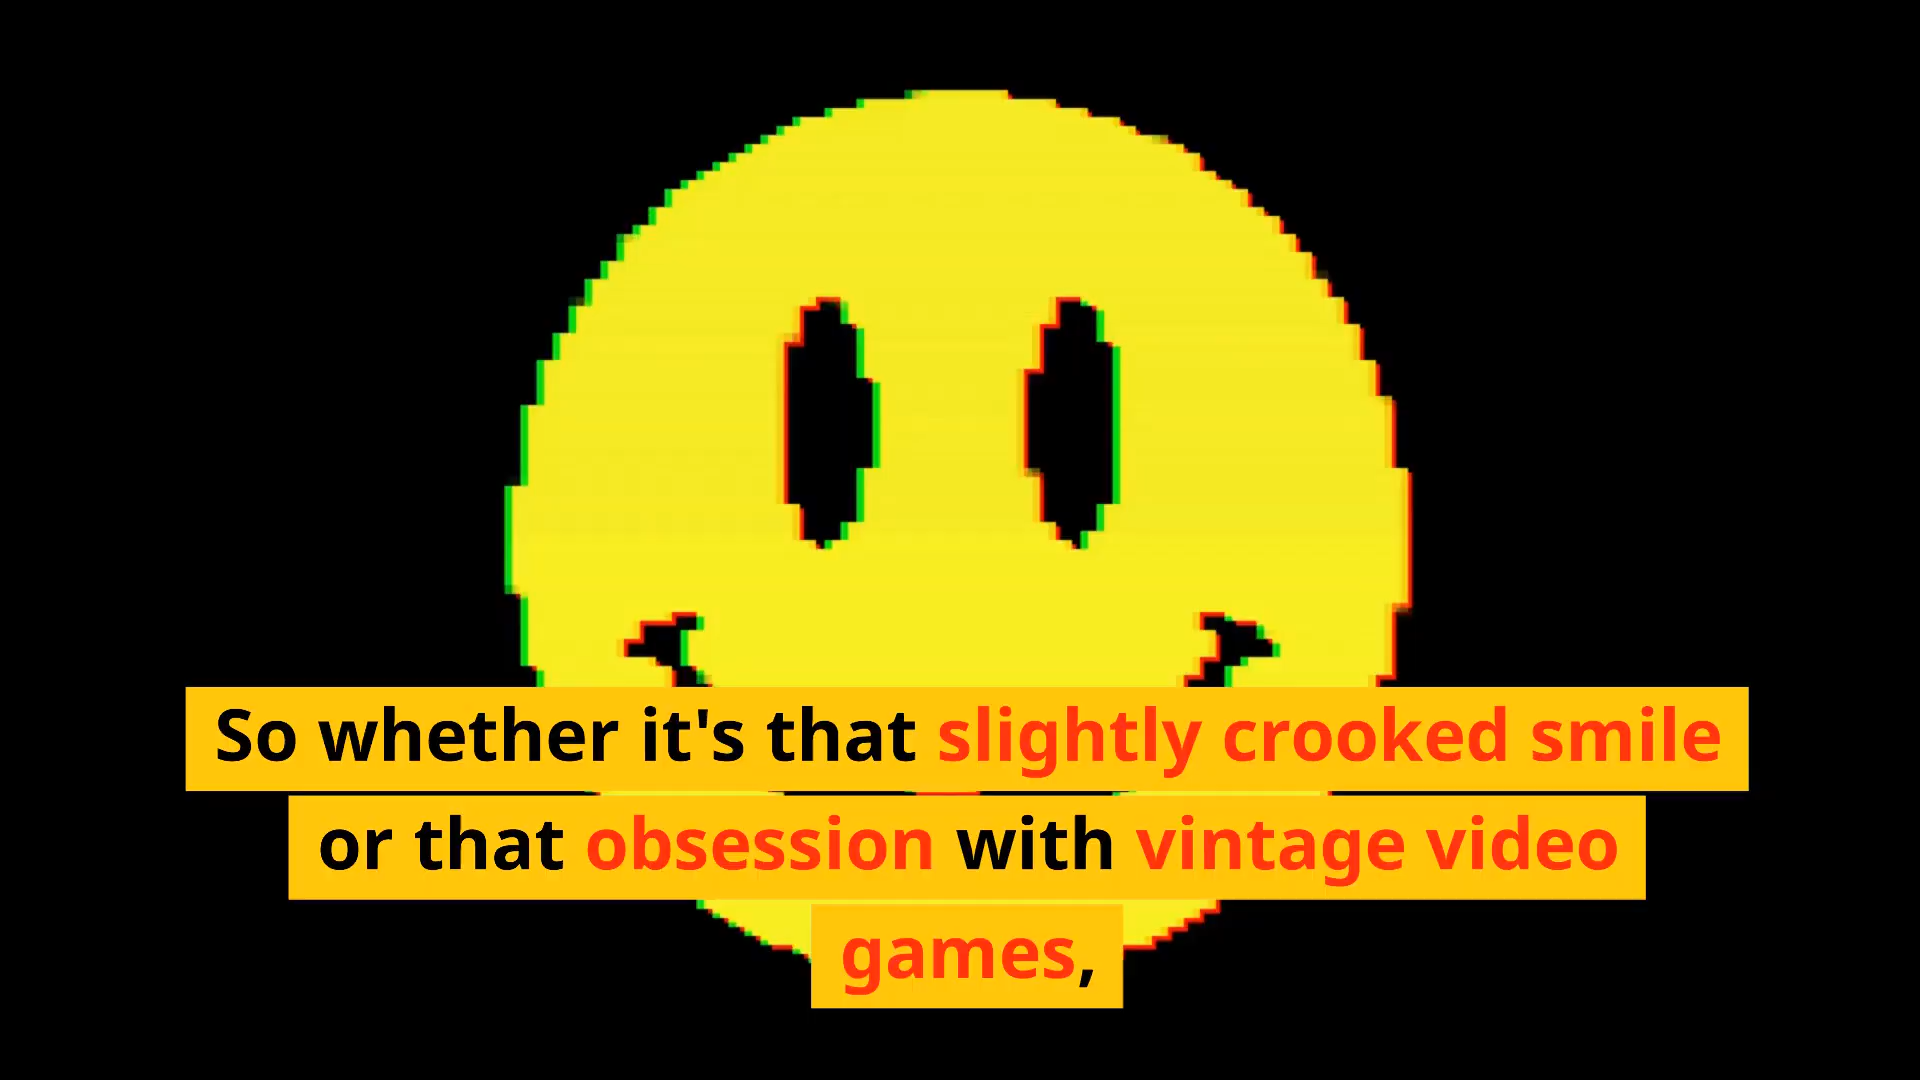 So whether it's that slightly crooked smile
or that obsession with vintage video
games,